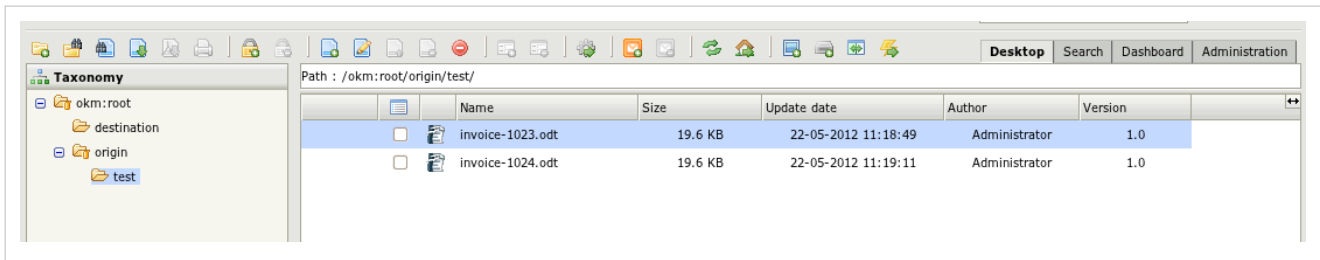 Desktop Search Dashboard Administration
Taxonomy
Path : /okm:root/origin/test/
okm:root
destination
origin
test
Name Size Update date Author Version
invoice-1023.odt 19.6 KB 22-05-2012 11:18:49 Administrator 1.0
invoice-1024.odt 19.6 KB 22-05-2012 11:19:11 Administrator 1.0